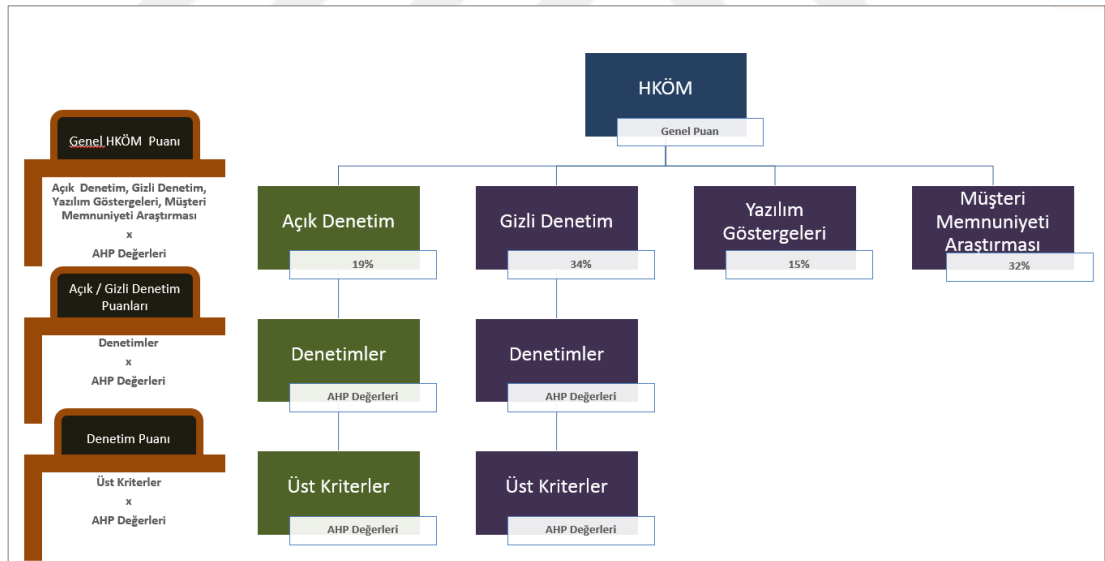 HKÖM
Genel Puan
Genel HKÖM Puanı
Açık Denetim, Gizli Denetim,
Yazılım Göstergeleri, Müşteri
Memnuniyeti Araştırması
x
AHP Değerleri
Açık Denetim
19%
Gizli Denetim
34%
Yazılım
Göstergeleri
15%
Müşteri
Memnuniyeti
Araştırması
32%
Açık / Gizli Denetim
Puanları
Denetimler
x
AHP Değerleri
Denetimler
AHP Değerleri
Denetimler
AHP Değerleri
Denetim Puanı
Üst Kriterler
x
AHP Değerleri
Üst Kriterler
AHP Değerleri
Üst Kriterler
AHP Değerleri